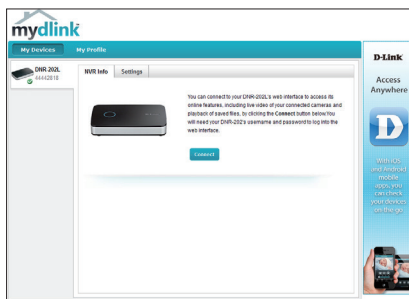 mydlink
My Devices
My Profile
DNR 202L
44442818
NVR Info
Settings
You can connect to your DNR-202L's web interface to access its
online features, including live video of your connected cameras and
playback of saved files, by clicking the Connect button below.You
will need your DNR-202's username and password to log into the
web interface.
Connect
D-Link
Access
Anywhere
D
With iOS
and Android
mobile
apps, you
can check
your devices
on-the-go